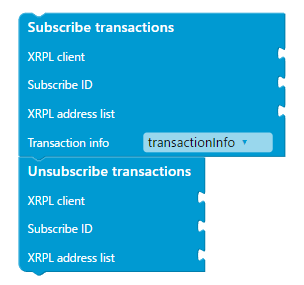 Subscribe transactions
XRPL client
Subscribe ID
XRPL address list
Transaction info transactionInfo
Unsubscribe transactions
XRPL client
Subscribe ID
XRPL address list